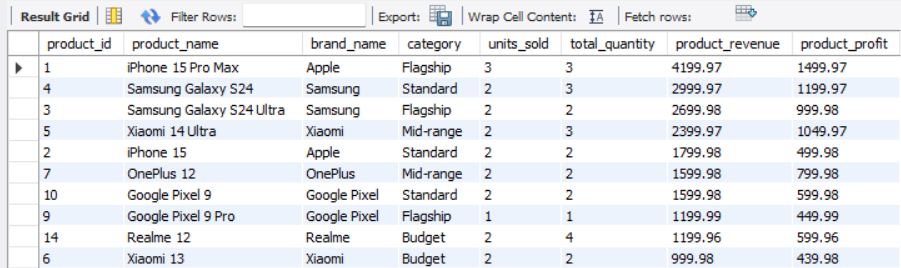 Result Grid Filter Rows: Export: Wrap Cell Content: Fetch rows:
product_id product_name brand_name category units_sold total_quantity product_revenue product_profit
1 iPhone 15 Pro Max Apple Flagship 3 3 4199.97 1499.97
4 Samsung Galaxy S24 Samsung Standard 2 3 2999.97 1199.97
3 Samsung Galaxy S24 Ultra Samsung Flagship 2 2 2699.98 999.98
5 Xiaomi 14 Ultra Xiaomi Mid-range 2 3 2399.97 1049.97
2 iPhone 15 Apple Standard 2 2 1799.98 499.98
7 OnePlus 12 OnePlus Mid-range 2 2 1599.98 799.98
10 Google Pixel 9 Google Pixel Standard 2 2 1599.98 599.98
9 Google Pixel 9 Pro Google Pixel Flagship 1 1 1199.99 449.99
14 Realme 12 Realme Budget 2 4 1199.96 599.96
6 Xiaomi 13 Xiaomi Budget 2 2 999.98 439.98